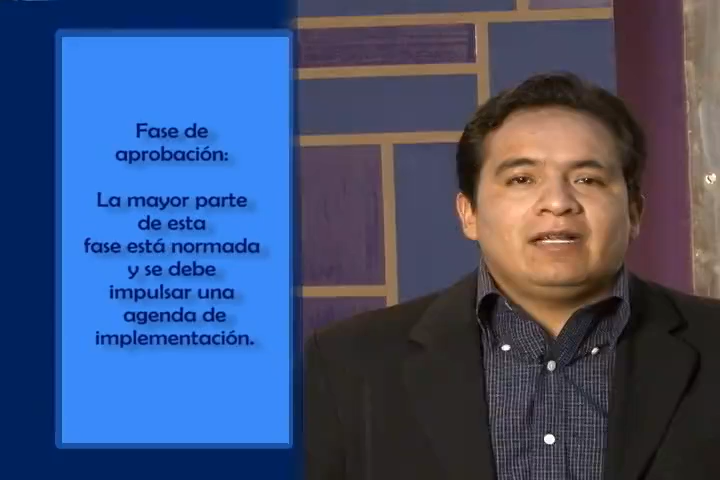 Fase de
aprobación:
La mayor parte
de esta
fase está normada
y se debe
impulsar una
agenda de
implementación.